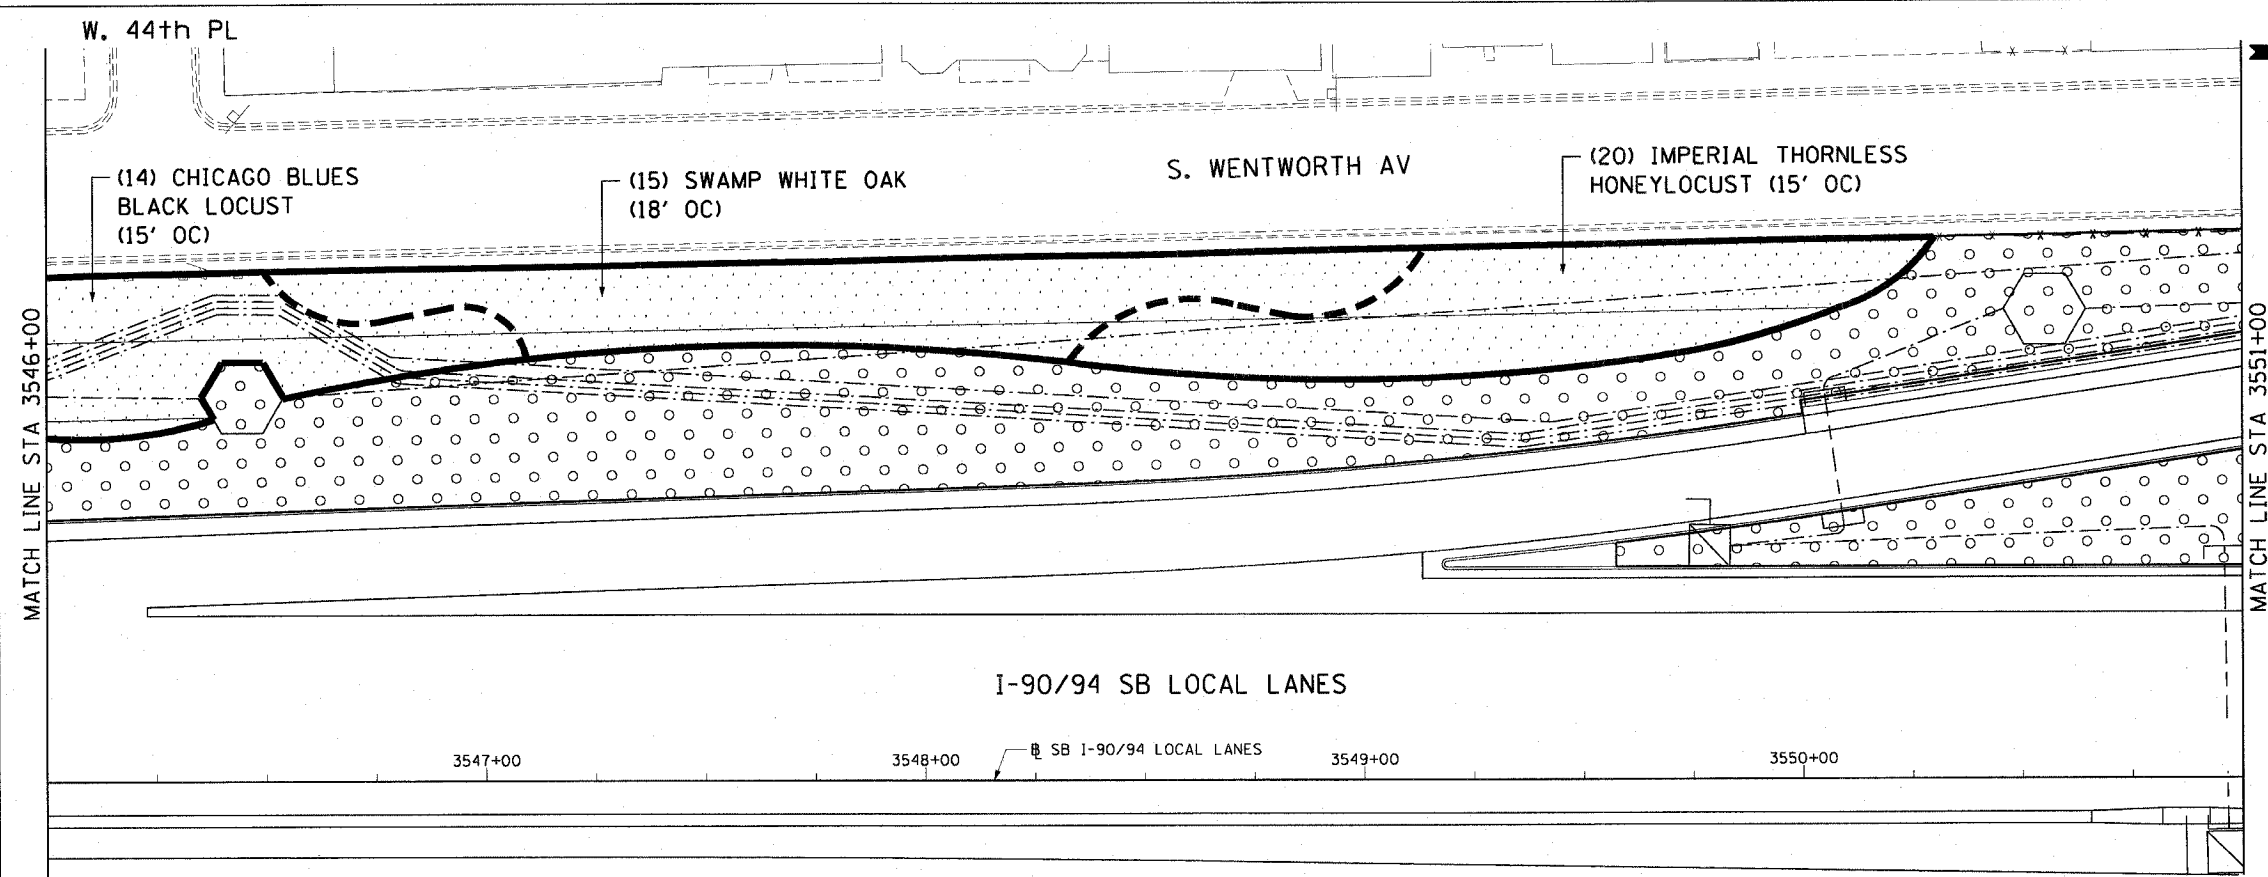 W. 44th PL
(14) CHICAGO BLUES
BLACK LOCUST
(15' OC)
(15) SWAMP WHITE OAK
(18' OC)
S. WENTWORTH AV
(20) IMPERIAL THORNLESS
HONEYLOCUST (15' OC)
MATCH LINE STA 3546+00
MATCH LINE STA 3551+00
I-90/94 SB LOCAL LANES
℄ SB I-90/94 LOCAL LANES
3547+00
3548+00
3549+00
3550+00